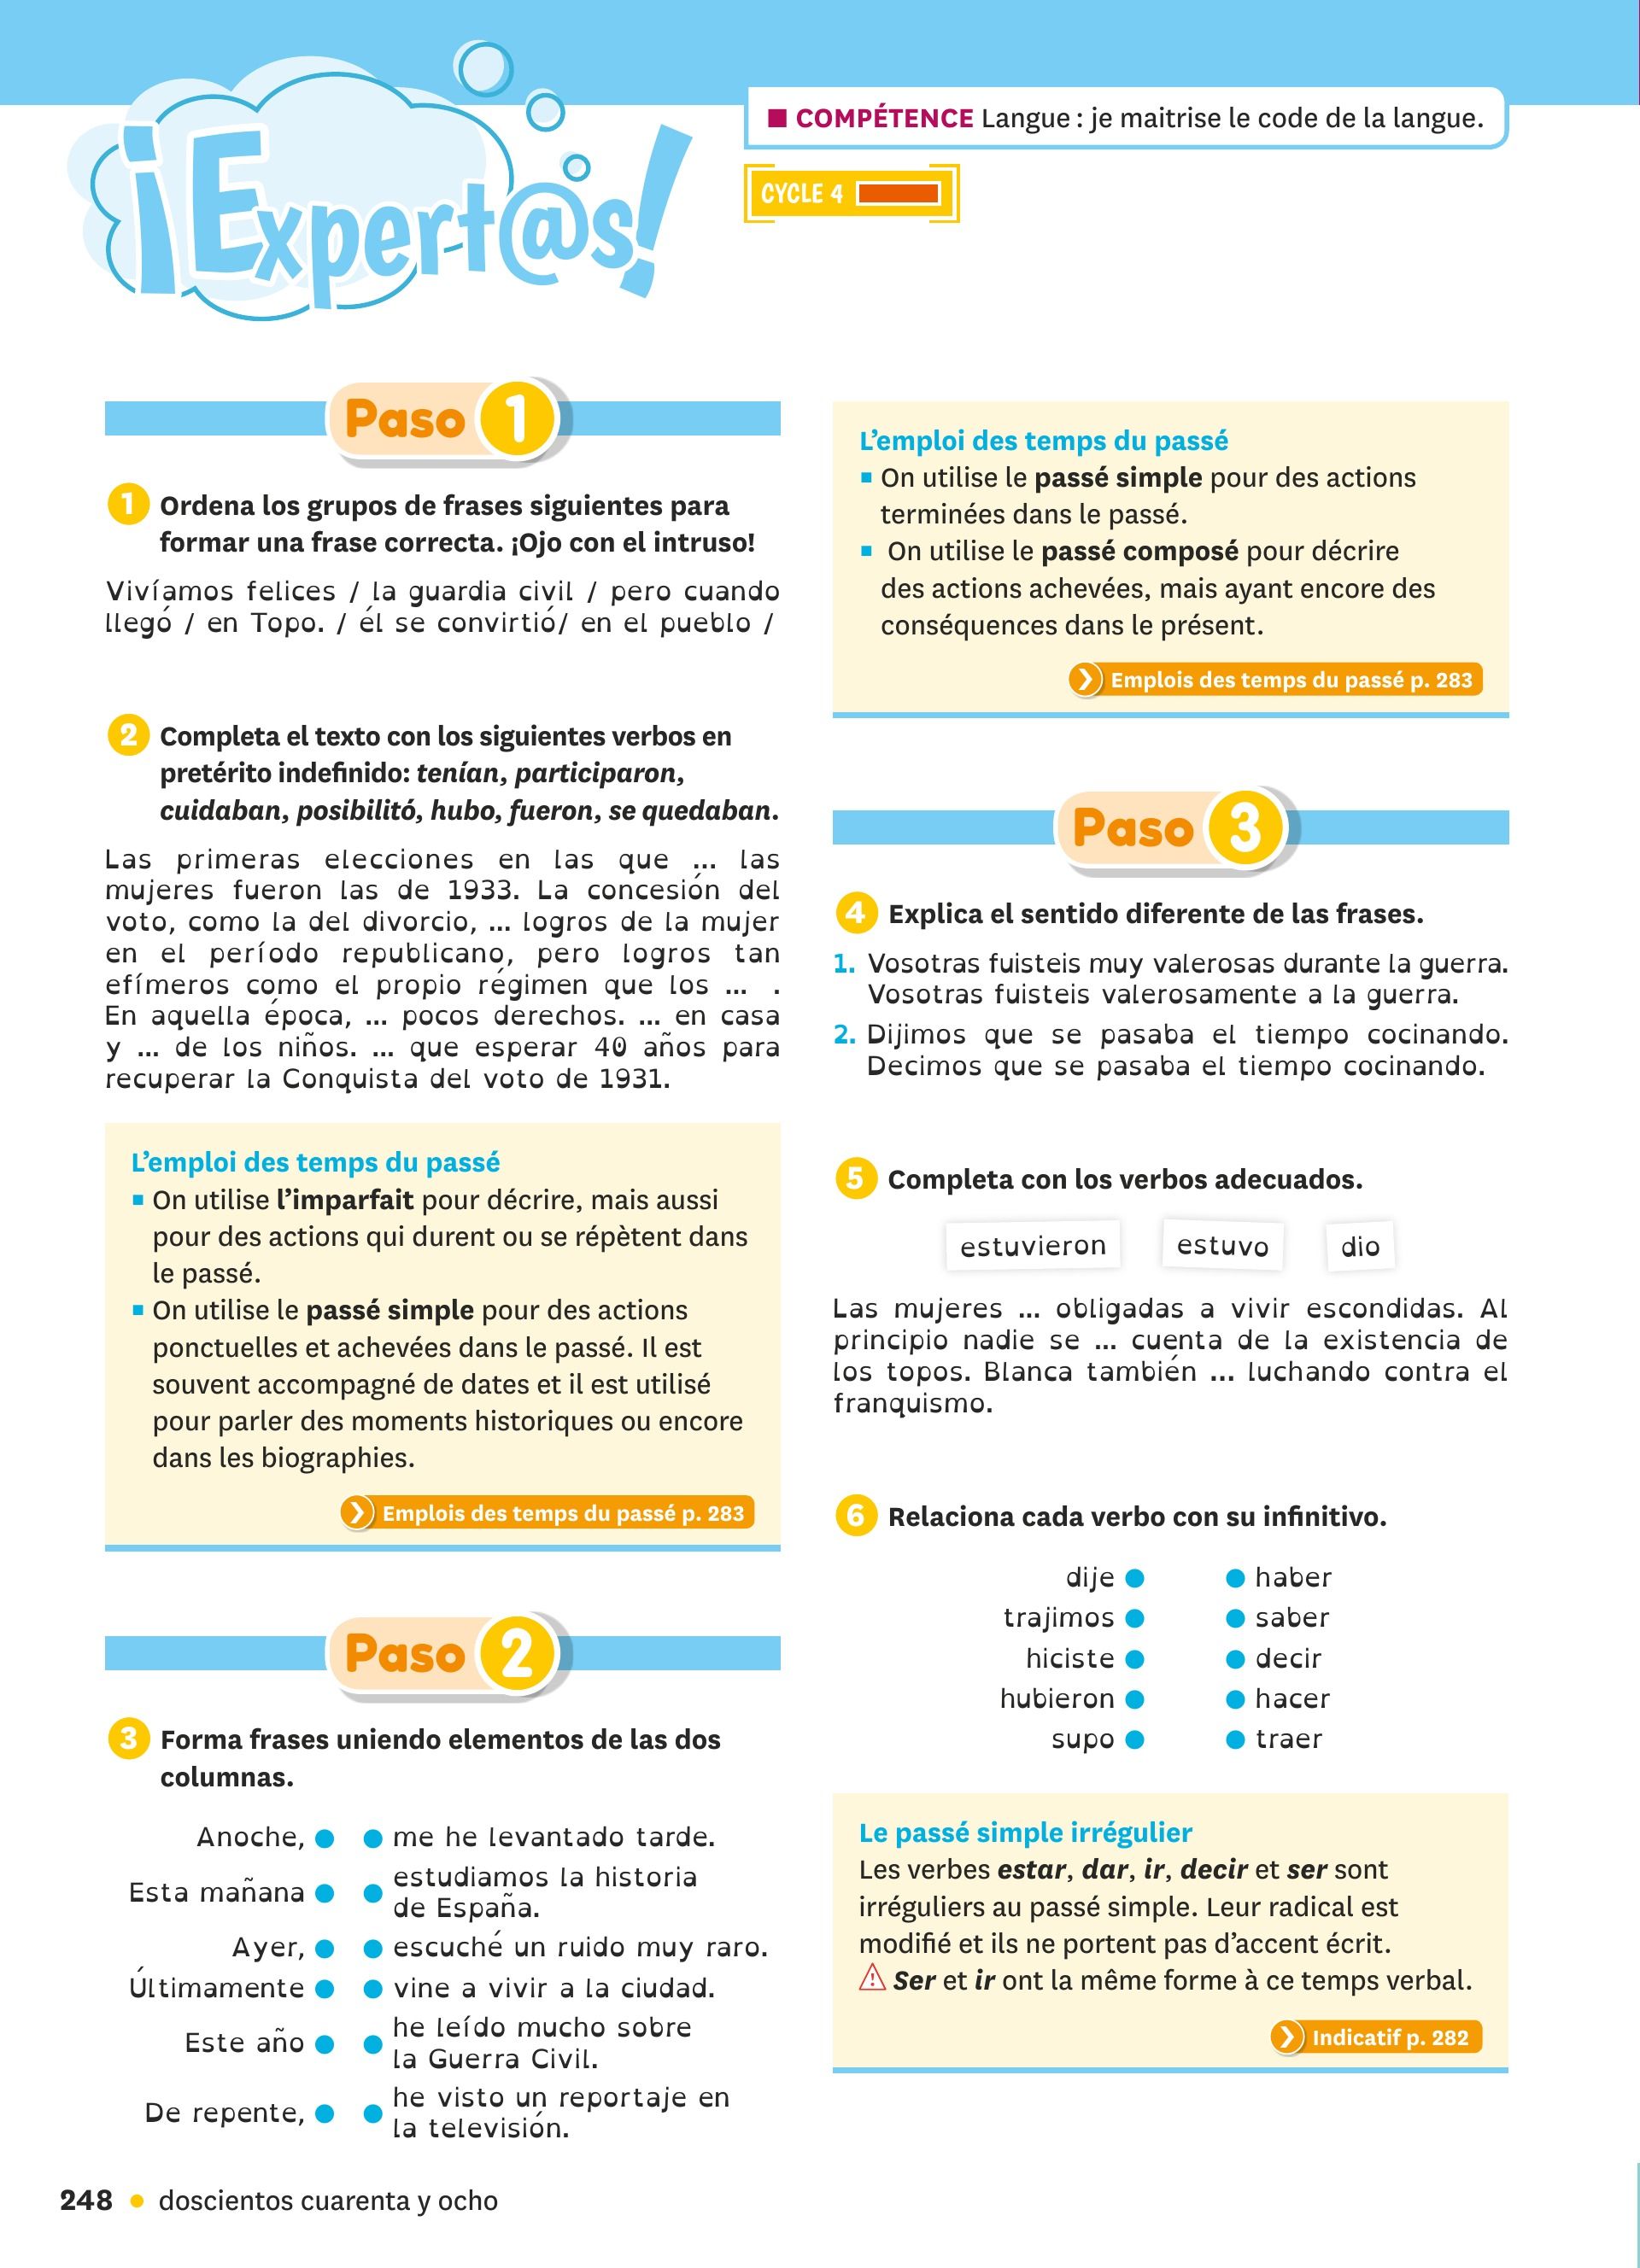 ¡Expert@s!
■ COMPÉTENCE Langue : je maitrise le code de la langue.
CYCLE 4
Paso 1
1 Ordena los grupos de frases siguientes para
formar una frase correcta. ¡Ojo con el intruso!
Vivíamos felices / la guardia civil / pero cuando
llegó / en Topo. / él se convirtió/ en el pueblo /
2 Completa el texto con los siguientes verbos en
pretérito indefinido: tenían, participaron,
cuidaban, posibilitó, hubo, fueron, se quedaban.
Las primeras elecciones en las que ... las
mujeres fueron las de 1933. La concesión del
voto, como la del divorcio, ... logros de la mujer
en el período republicano, pero logros tan
efímeros como el propio régimen que los ... .
En aquella época, ... pocos derechos. ... en casa
y ... de los niños. ... que esperar 40 años para
recuperar la Conquista del voto de 1931.
L'emploi des temps du passé
▪ On utilise l'imparfait pour décrire, mais aussi
pour des actions qui durent ou se répètent dans
le passé.
▪ On utilise le passé simple pour des actions
ponctuelles et achevées dans le passé. Il est
souvent accompagné de dates et il est utilisé
pour parler des moments historiques ou encore
dans les biographies.
Emplois des temps du passé p. 283
Paso 2
3 Forma frases uniendo elementos de las dos
columnas.
Anoche, ● ● me he levantado tarde.
Esta mañana ● ● estudiamos la historia
de España.
Ayer, ● ● escuché un ruido muy raro.
Últimamente ● ● vine a vivir a la ciudad.
Este año ● ● he leído mucho sobre
la Guerra Civil.
De repente, ● ● he visto un reportaje en
la televisión.
L'emploi des temps du passé
▪ On utilise le passé simple pour des actions
terminées dans le passé.
▪ On utilise le passé composé pour décrire
des actions achevées, mais ayant encore des
conséquences dans le présent.
Emplois des temps du passé p. 283
Paso 3
4 Explica el sentido diferente de las frases.
1. Vosotras fuisteis muy valerosas durante la guerra.
Vosotras fuisteis valerosamente a la guerra.
2. Dijimos que se pasaba el tiempo cocinando.
Decimos que se pasaba el tiempo cocinando.
5 Completa con los verbos adecuados.
estuvieron estuvo dio
Las mujeres ... obligadas a vivir escondidas. Al
principio nadie se ... cuenta de la existencia de
los topos. Blanca también ... luchando contra el
franquismo.
6 Relaciona cada verbo con su infinitivo.
dije ● ● haber
trajimos ● ● saber
hiciste ● ● decir
hubieron ● ● hacer
supo ● ● traer
Le passé simple irrégulier
Les verbes estar, dar, ir, decir et ser sont
irréguliers au passé simple. Leur radical est
modifié et ils ne portent pas d'accent écrit.
⚠ Ser et ir ont la même forme à ce temps verbal.
Indicatif p. 282
248 ● doscientos cuarenta y ocho